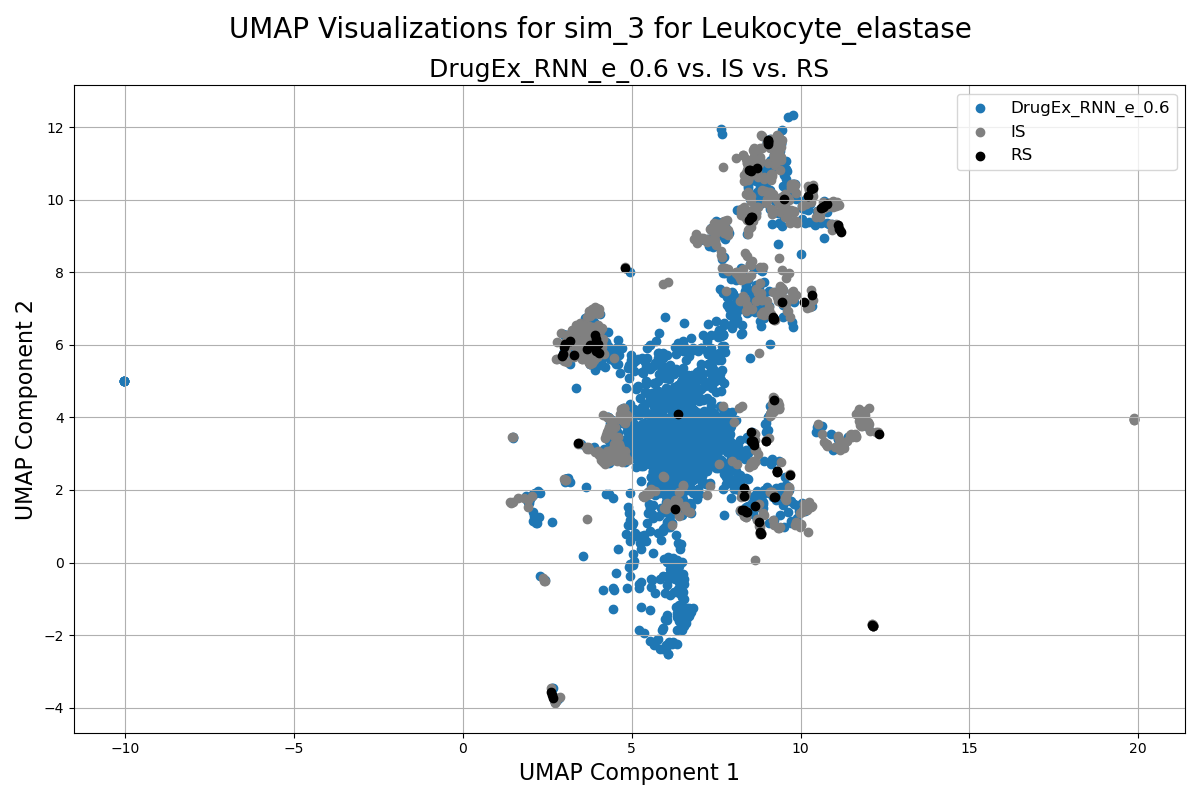 UMAP Visualizations for sim_3 for Leukocyte_elastase
DrugEx_RNN_e_0.6 vs. IS vs. RS
DrugEx_RNN_e_0.6
IS
RS
UMAP Component 2
12
10
8
6
4
2
0
−2
−4
−10
−5
0
5
10
15
20
UMAP Component 1